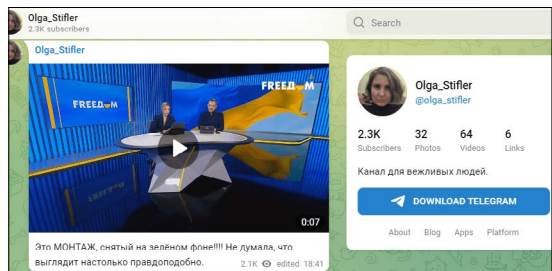 Olga_Stifler
2.3K subscribers
Search
Olga_Stifler
FREEДOM
FREEДOM
0:07
Это МОНТАЖ, снятый на зелёном фоне!!!! Не думала, что
выглядит настолько правдоподобно.
2.1K edited 18:41
Olga_Stifler
@olga_stifler
2.3K 32 64 6
Subscribers Photos Videos Links
Канал для вежливых людей.
DOWNLOAD TELEGRAM
About Blog Apps Platform